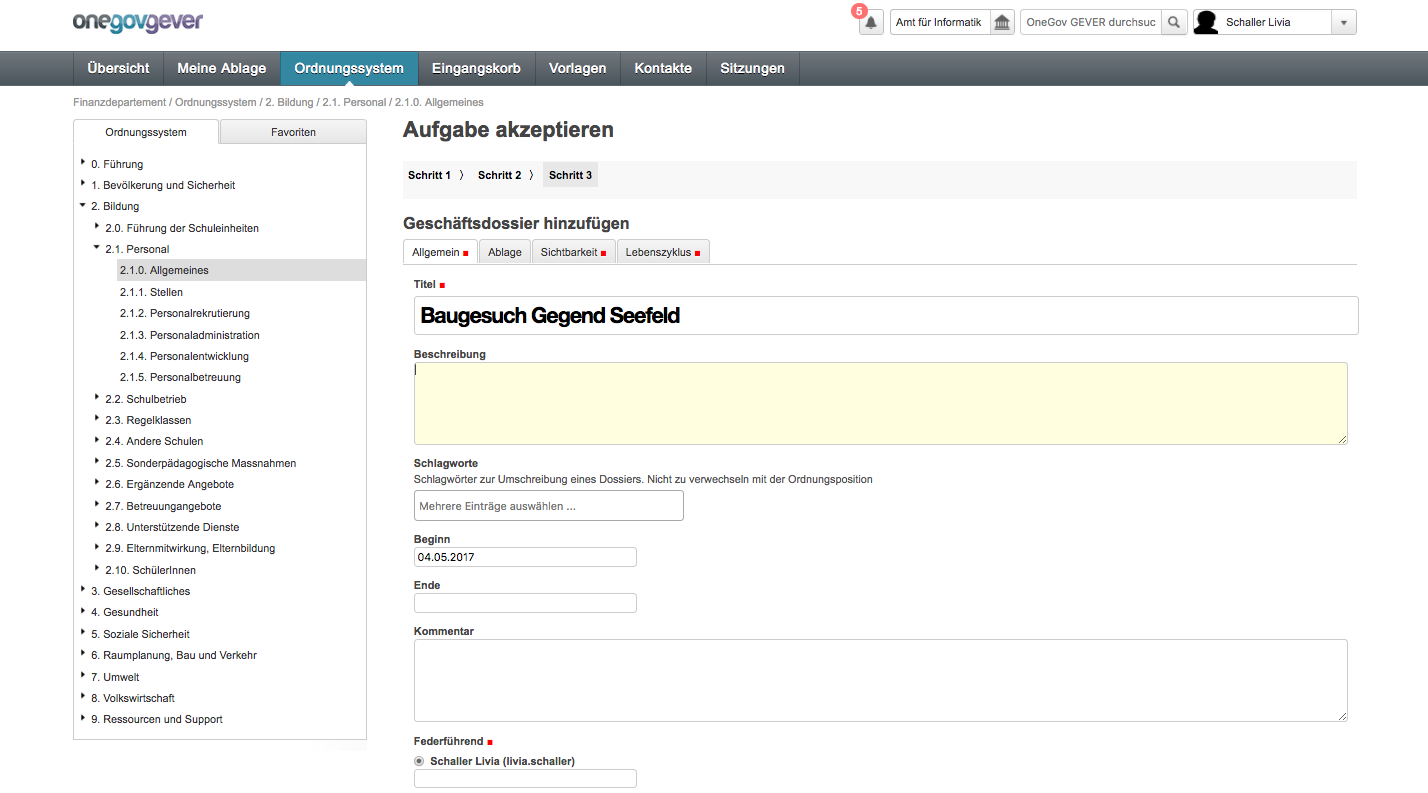 onegovgever
5
Amt für Informatik
OneGov GEVER durchsuc
Schaller Livia
Übersicht
Meine Ablage
Ordnungssystem
Eingangskorb
Vorlagen
Kontakte
Sitzungen
Finanzdepartement / Ordnungssystem / 2. Bildung / 2.1. Personal / 2.1.0. Allgemeines
Ordnungssystem
Favoriten
0. Führung
1. Bevölkerung und Sicherheit
2. Bildung
2.0. Führung der Schuleinheiten
2.1. Personal
2.1.0. Allgemeines
2.1.1. Stellen
2.1.2. Personalrekrutierung
2.1.3. Personaladministration
2.1.4. Personalentwicklung
2.1.5. Personalbetreuung
2.2. Schulbetrieb
2.3. Regelklassen
2.4. Andere Schulen
2.5. Sonderpädagogische Massnahmen
2.6. Ergänzende Angebote
2.7. Betreuungangebote
2.8. Unterstützende Dienste
2.9. Elternmitwirkung, Elternbildung
2.10. SchülerInnen
3. Gesellschaftliches
4. Gesundheit
5. Soziale Sicherheit
6. Raumplanung, Bau und Verkehr
7. Umwelt
8. Volkswirtschaft
9. Ressourcen und Support
Aufgabe akzeptieren
Schritt 1 〉 Schritt 2 〉 Schritt 3
Geschäftsdossier hinzufügen
Allgemein
Ablage
Sichtbarkeit
Lebenszyklus
Titel
Baugesuch Gegend Seefeld
Beschreibung
Schlagworte
Schlagwörter zur Umschreibung eines Dossiers. Nicht zu verwechseln mit der Ordnungsposition
Mehrere Einträge auswählen ...
Beginn
04.05.2017
Ende
Kommentar
Federführend
Schaller Livia (livia.schaller)